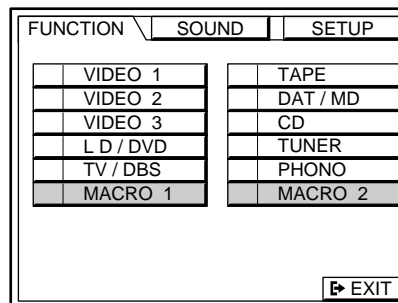 FUNCTION SOUND SETUP
VIDEO 1 TAPE
VIDEO 2 DAT / MD
VIDEO 3 CD
L D / DVD TUNER
TV / DBS PHONO
MACRO 1 MACRO 2
EXIT